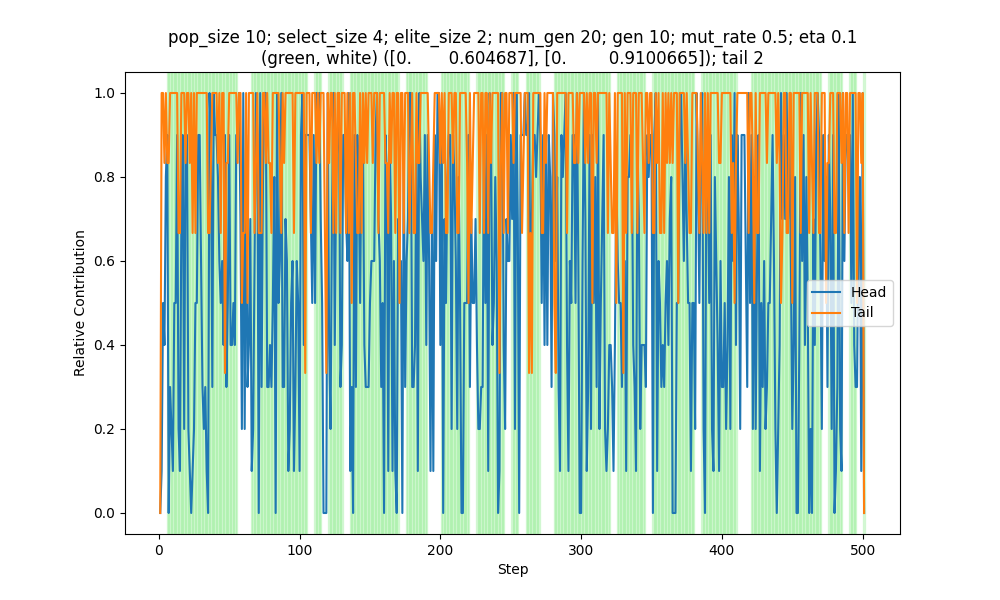 pop_size 10; select_size 4; elite_size 2; num_gen 20; gen 10; mut_rate 0.5; eta 0.1
(green, white) ([0. 0.604687], [0. 0.9100665]); tail 2
1.0
0.8
0.6
0.4
0.2
0.0
Relative Contribution
Head
Tail
0
100
200
300
400
500
Step